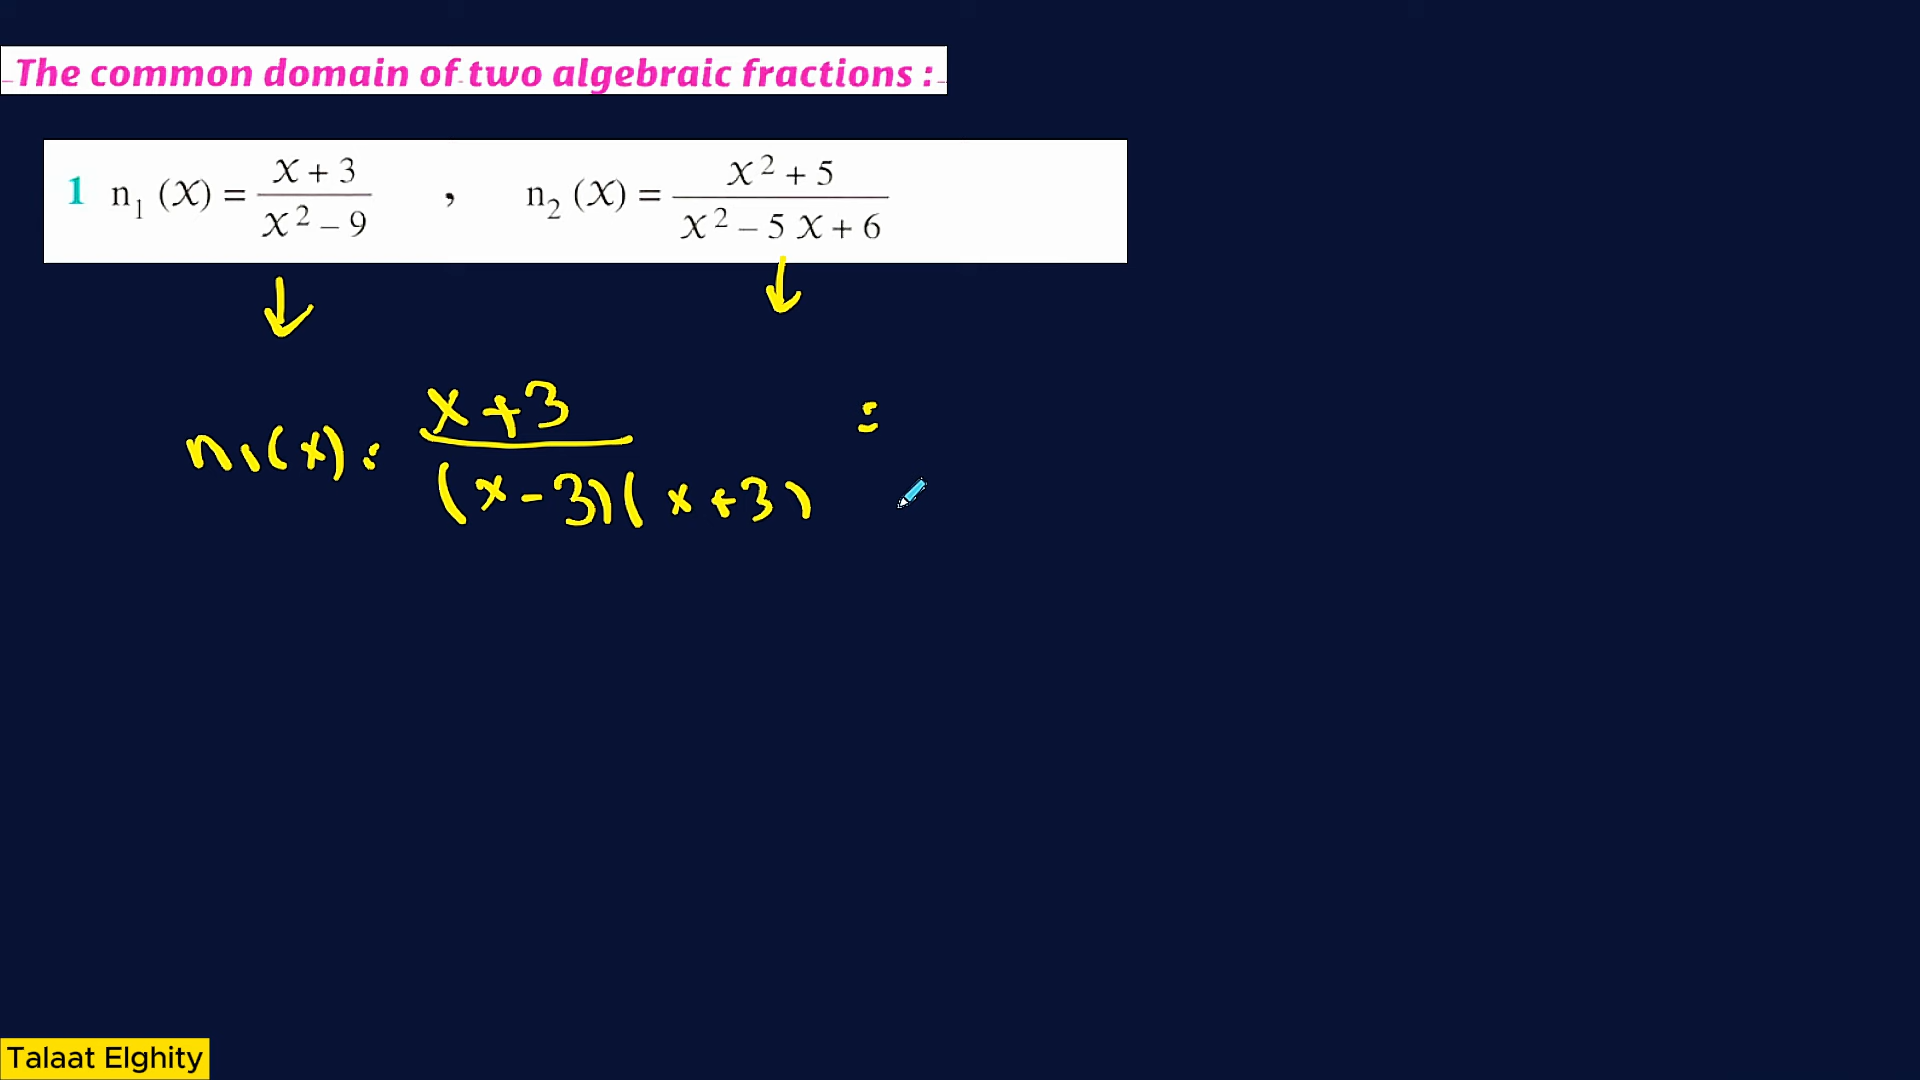 The common domain of two algebraic fractions :
1 n₁ (X) = (X + 3)/(X² – 9) , n₂ (X) = (X² + 5)/(X² – 5 X + 6)
n₁(x) = (x + 3)/((x - 3)(x + 3)) =
Talaat Elghity